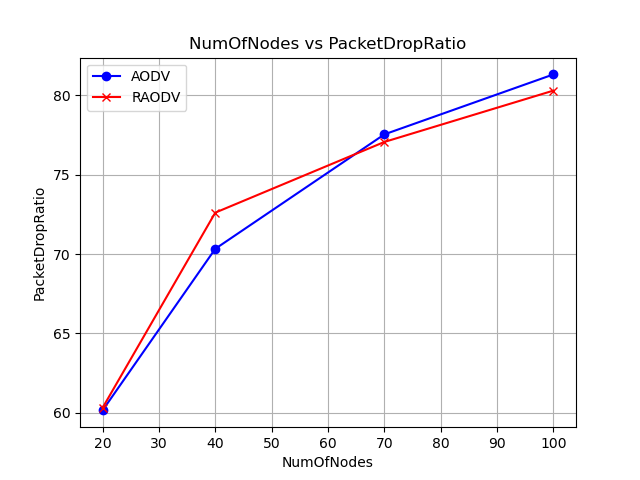 NumOfNodes vs PacketDropRatio
AODV
RAODV
PacketDropRatio
80
75
70
65
60
20 30 40 50 60 70 80 90 100
NumOfNodes